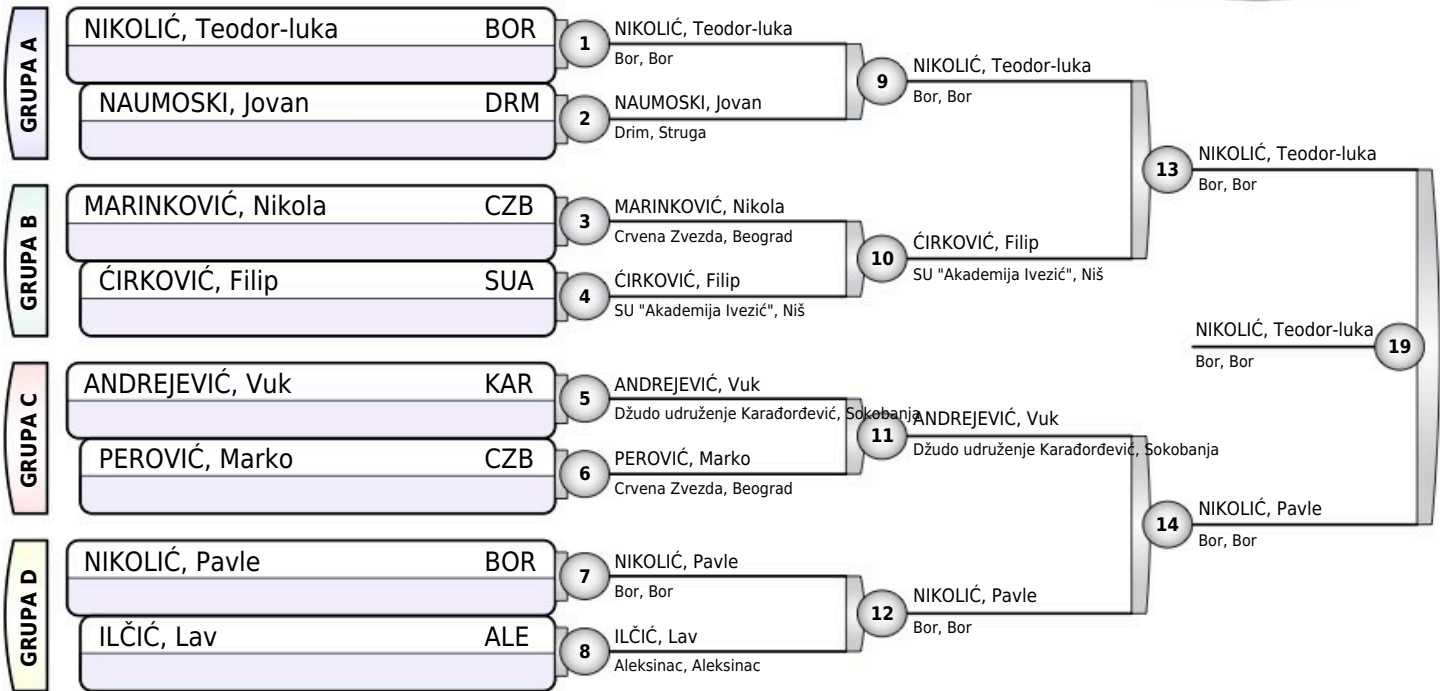 GRUPA A
NIKOLIĆ, Teodor-luka BOR
NAUMOSKI, Jovan DRM
GRUPA B
MARINKOVIĆ, Nikola CZB
ĆIRKOVIĆ, Filip SUA
GRUPA C
ANDREJEVIĆ, Vuk KAR
PEROVIĆ, Marko CZB
GRUPA D
NIKOLIĆ, Pavle BOR
ILČIĆ, Lav ALE
1
NIKOLIĆ, Teodor-luka
Bor, Bor
2
NAUMOSKI, Jovan
Drim, Struga
3
MARINKOVIĆ, Nikola
Crvena Zvezda, Beograd
4
ĆIRKOVIĆ, Filip
SU "Akademija Ivezić", Niš
5
ANDREJEVIĆ, Vuk
Džudo udruženje Karađorđević, Sokobanja
6
PEROVIĆ, Marko
Crvena Zvezda, Beograd
7
NIKOLIĆ, Pavle
Bor, Bor
8
ILČIĆ, Lav
Aleksinac, Aleksinac
9
NIKOLIĆ, Teodor-luka
Bor, Bor
10
ĆIRKOVIĆ, Filip
SU "Akademija Ivezić", Niš
11
ANDREJEVIĆ, Vuk
Džudo udruženje Karađorđević, Sokobanja
12
NIKOLIĆ, Pavle
Bor, Bor
13
NIKOLIĆ, Teodor-luka
Bor, Bor
14
NIKOLIĆ, Pavle
Bor, Bor
NIKOLIĆ, Teodor-luka
Bor, Bor
19